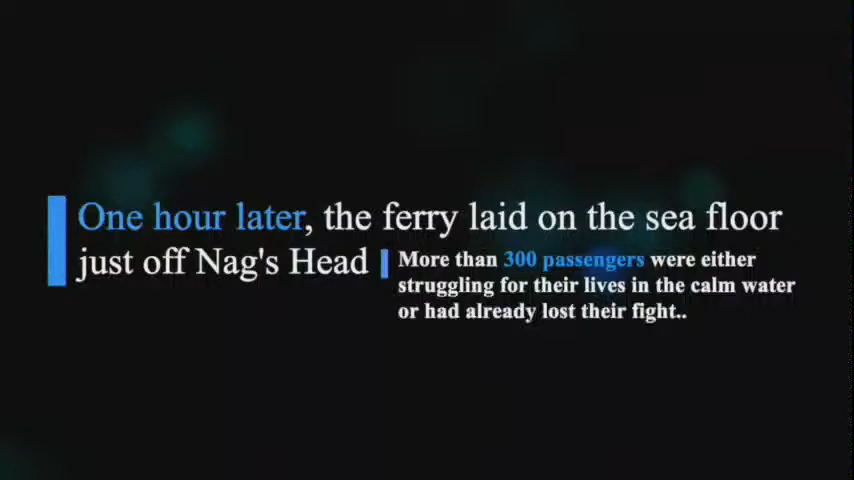 One hour later, the ferry laid on the sea floor
just off Nag's Head
More than 300 passengers were either
struggling for their lives in the calm water
or had already lost their fight..